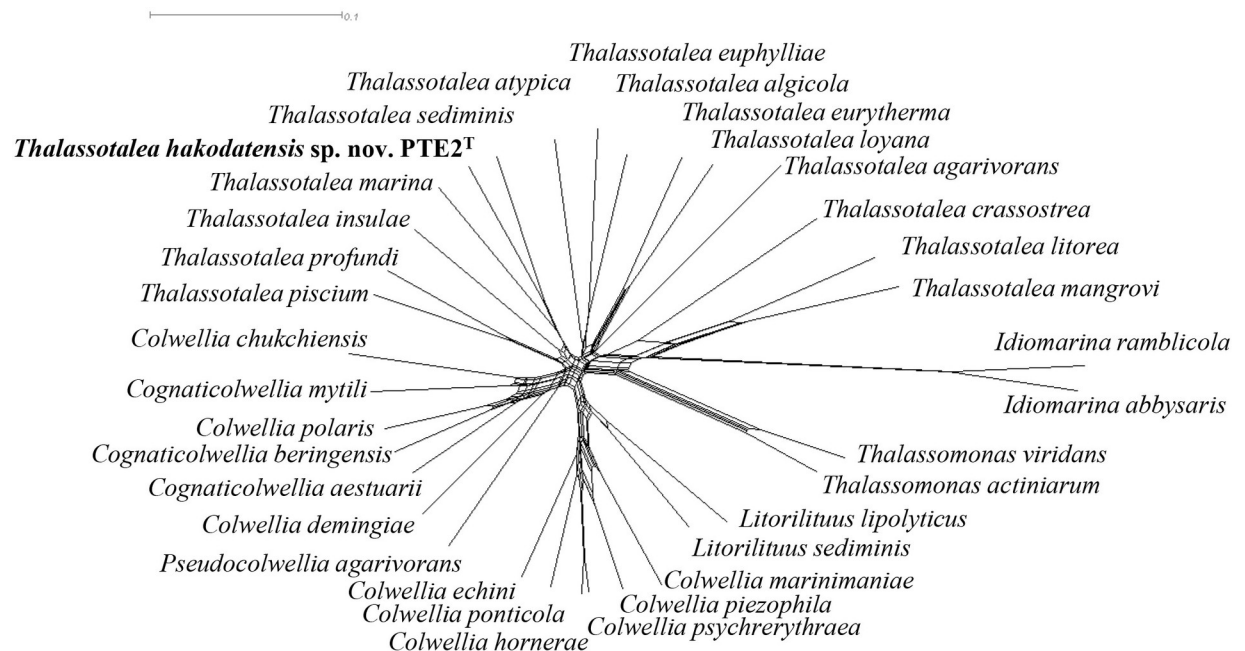 0.1
Thalassotalea euphylliae
Thalassotalea atypica
Thalassotalea algicola
Thalassotalea sediminis
Thalassotalea eurytherma
Thalassotalea hakodatensis sp. nov. PTE2ᵀ
Thalassotalea loyana
Thalassotalea agarivorans
Thalassotalea marina
Thalassotalea insulae
Thalassotalea crassostrea
Thalassotalea litorea
Thalassotalea profundi
Thalassotalea piscium
Thalassotalea mangrovi
Colwellia chukchiensis
Idiomarina ramblicola
Cognaticolwellia mytili
Idiomarina abbysaris
Colwellia polaris
Cognaticolwellia beringensis
Thalassomonas viridans
Cognaticolwellia aestuarii
Thalassomonas actiniarum
Colwellia demingiae
Litorilituus lipolyticus
Litorilituus sediminis
Pseudocolwellia agarivorans
Colwellia marinimaniae
Colwellia echini
Colwellia piezophila
Colwellia ponticola
Colwellia psychrerythraea
Colwellia hornerae